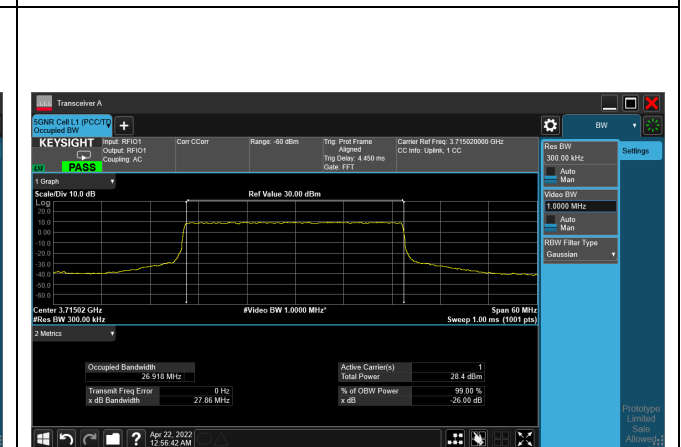 Transceiver A
5GNR Cell L1 (PCC/TD
Occupied BW
+
BW
KEYSIGHT
LW
PASS
Input: RFIO1
Output: RFIO1
Coupling: AC
Corr CCorr
Range: -60 dBm
Trig: Prot Frame
Aligned
Trig Delay: 4.450 ms
Gate: FFT
Carrier Ref Freq: 3.715020000 GHz
CC Info: Uplink, 1 CC
Res BW
300.00 kHz
Auto
Man
Video BW
1.0000 MHz
Auto
Man
RBW Filter Type
Gaussian
Settings
1 Graph
Scale/Div 10.0 dB
Ref Value 30.00 dBm
Log
20.0
10.0
0.00
-10.0
-20.0
-30.0
-40.0
-50.0
-60.0
Center 3.71502 GHz
#Video BW 1.0000 MHz*
Span 60 MHz
#Res BW 300.00 kHz
Sweep 1.00 ms (1001 pts)
2 Metrics
Occupied Bandwidth
26.918 MHz
Active Carrier(s) 1
Total Power 28.4 dBm
Transmit Freq Error 0 Hz
x dB Bandwidth 27.86 MHz
% of OBW Power 99.00 %
x dB -26.00 dB
Prototype
Limited
Sale
Allowed
?
Apr 22, 2022
12:56:42 AM